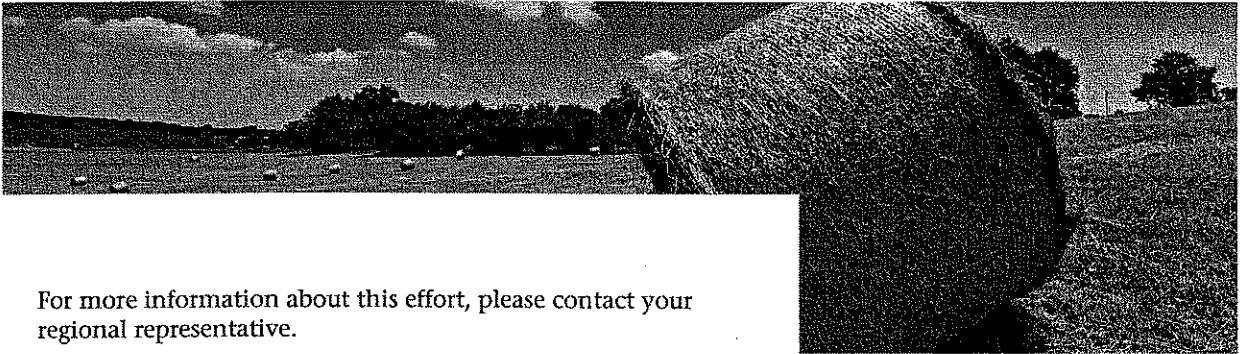 For more information about this effort, please contact your
regional representative.